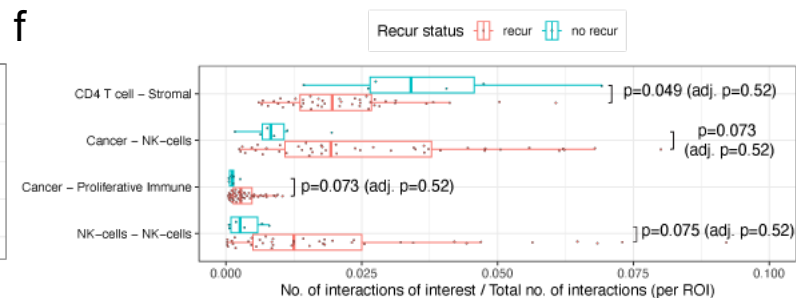 f
Recur status recur no recur
CD4 T cell – Stromal
p=0.049 (adj. p=0.52)
Cancer – NK–cells
p=0.073
(adj. p=0.52)
Cancer – Proliferative Immune
p=0.073 (adj. p=0.52)
NK–cells – NK–cells
p=0.075 (adj. p=0.52)
0.000 0.025 0.050 0.075 0.100
No. of interactions of interest / Total no. of interactions (per ROI)